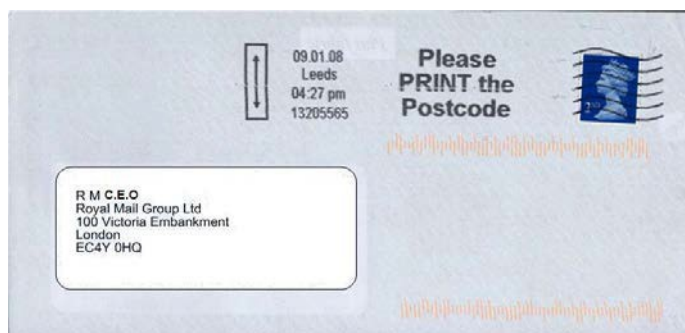 09.01.08
Leeds
04:27 pm
13205565
Please
PRINT the
Postcode
2ND
R M C.E.O
Royal Mail Group Ltd
100 Victoria Embankment
London
EC4Y 0HQ